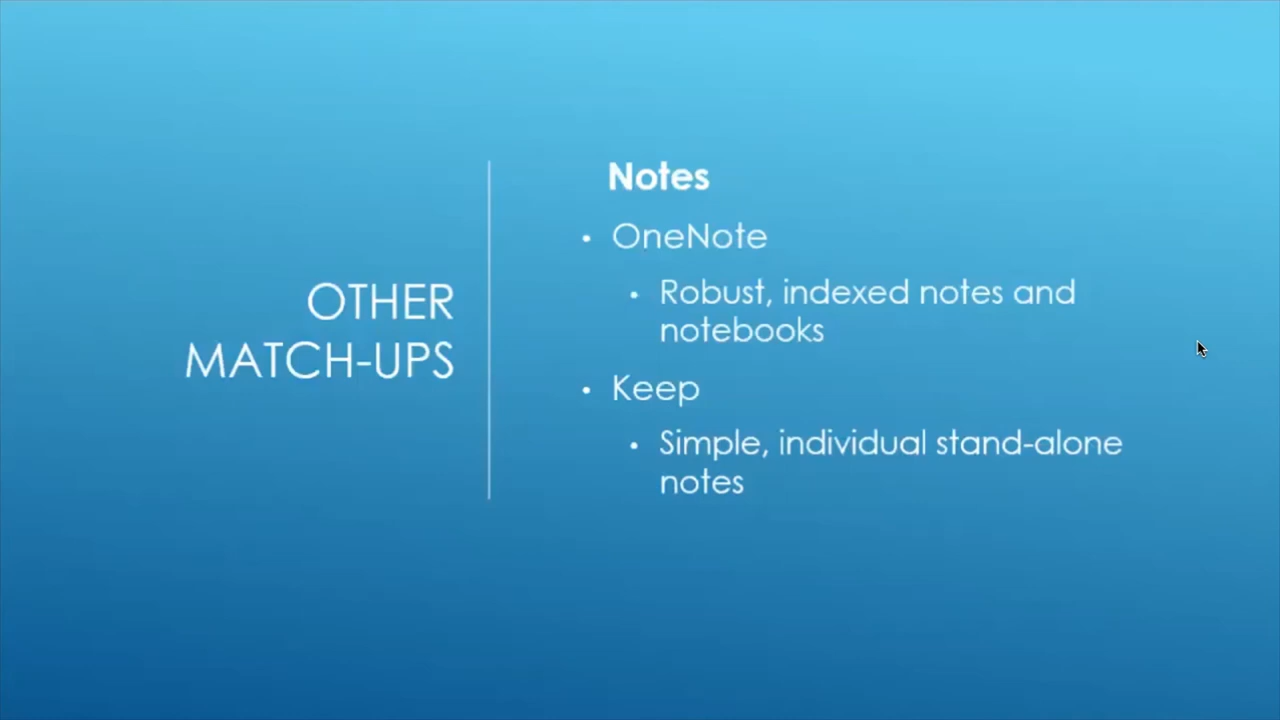 OTHER
MATCH-UPS
Notes
• OneNote
• Robust, indexed notes and
notebooks
• Keep
• Simple, individual stand-alone
notes